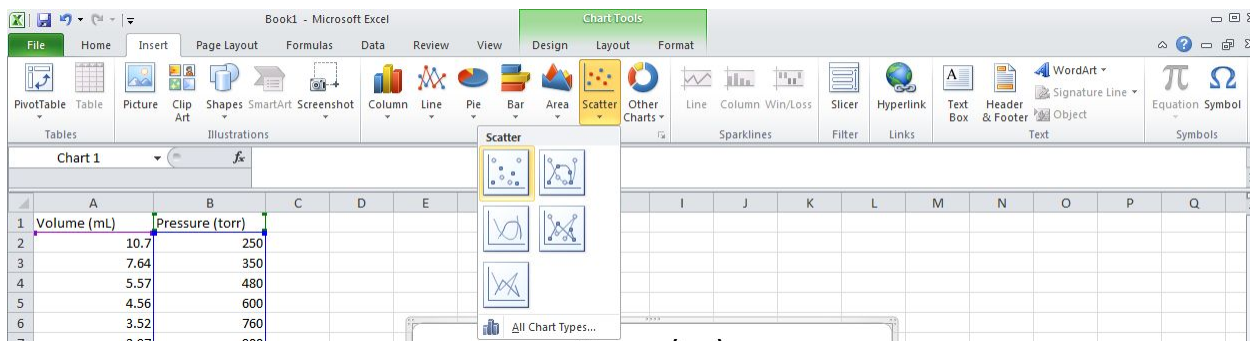 Book1 - Microsoft Excel
Chart Tools
File Home Insert Page Layout Formulas Data Review View Design Layout Format
PivotTable Table Picture Clip Art Shapes SmartArt Screenshot Column Line Pie Bar Area Scatter Other Charts Line Column Win/Loss Slicer Hyperlink Text Box Header & Footer WordArt Signature Line Object Equation Symbol
Tables Illustrations Sparklines Filter Links Text Symbols
Scatter
Chart 1 fx
A B C D E I J K L M N O P Q
1 Volume (mL) Pressure (torr)
2 10.7 250
3 7.64 350
4 5.57 480
5 4.56 600
6 3.52 760
All Chart Types...